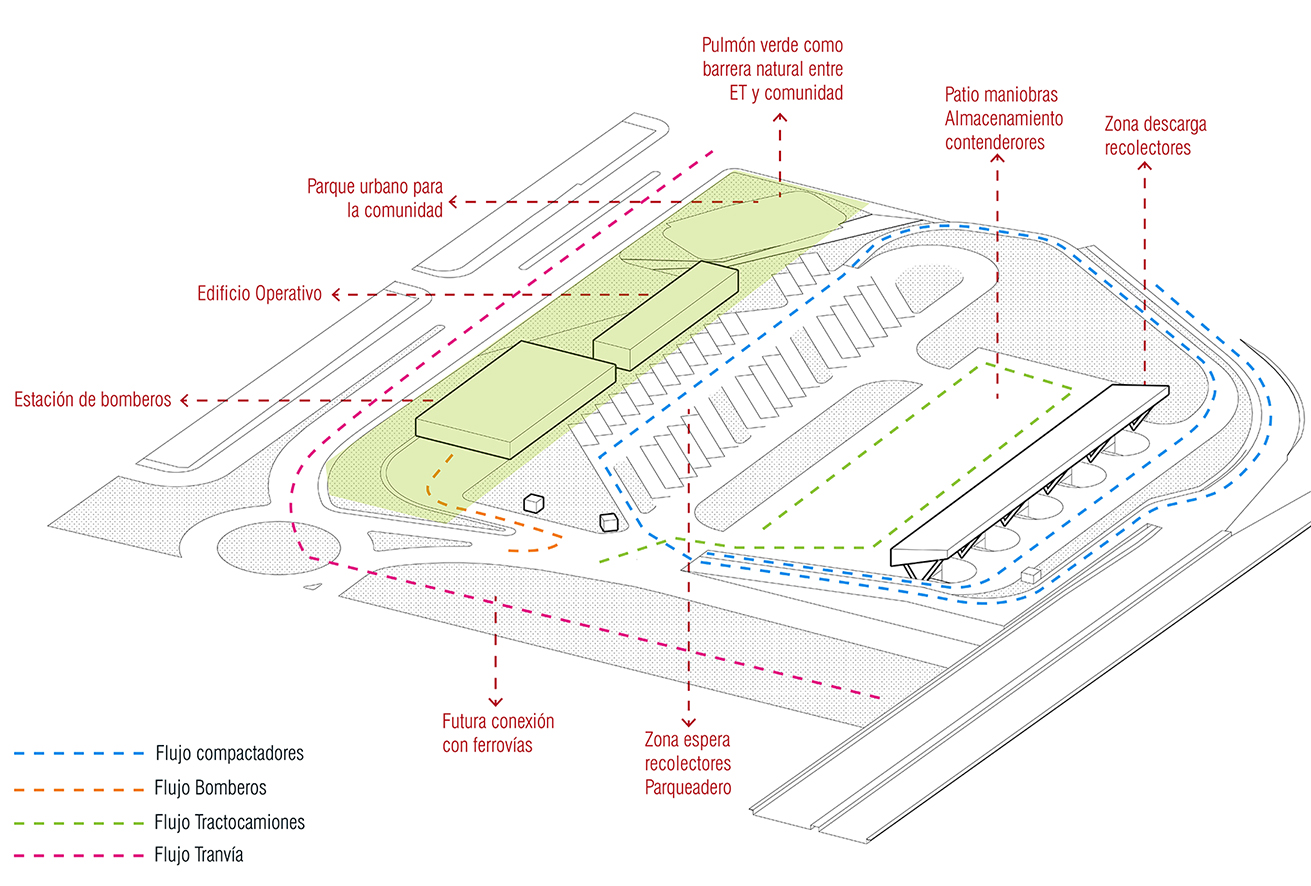 Pulmón verde como
barrera natural entre
ET y comunidad
Patio maniobras
Almacenamiento
contenderores
Zona descarga
recolectores
Parque urbano para
la comunidad
Edificio Operativo
Estación de bomberos
Futura conexión
con ferrovías
Zona espera
recolectores
Parqueadero
Flujo compactadores
Flujo Bomberos
Flujo Tractocamiones
Flujo Tranvía